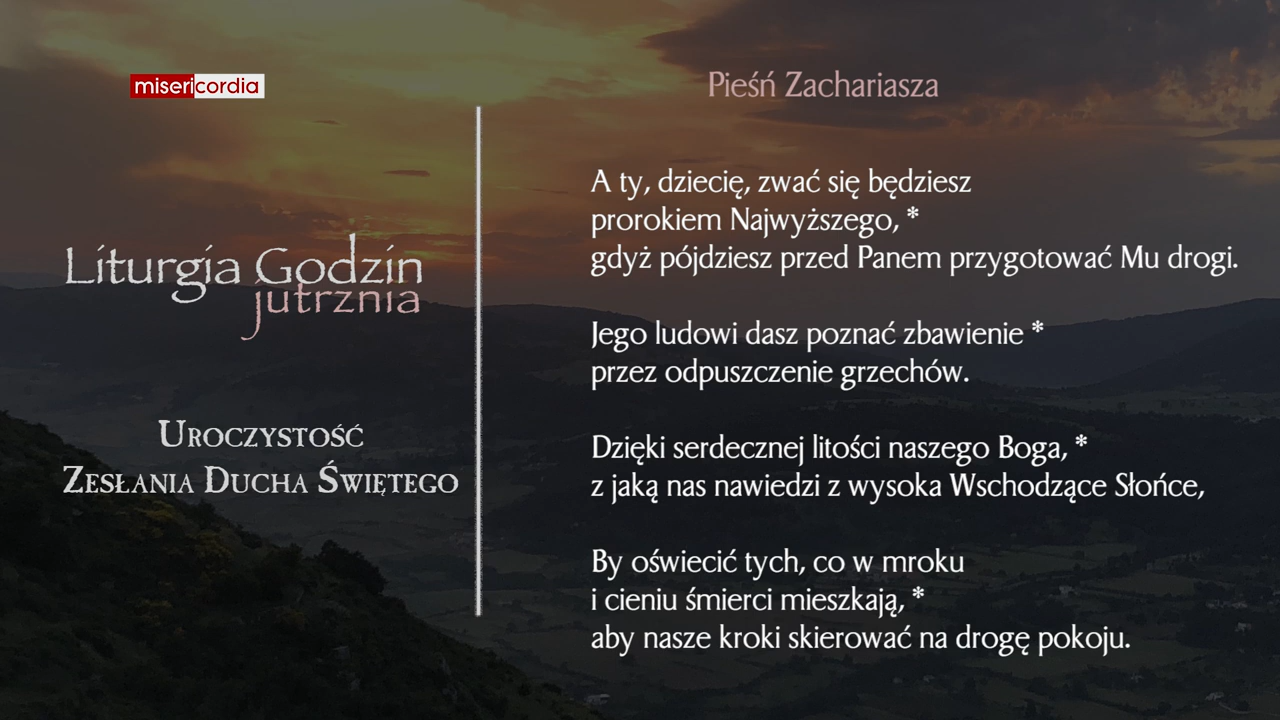 misericordia
Liturgia Godzin
jutrznia
Uroczystość
Zesłania Ducha Świętego
Pieśń Zachariasza
A ty, dziecię, zwać się będziesz
prorokiem Najwyższego, *
gdyż pójdziesz przed Panem przygotować Mu drogi.
Jego ludowi dasz poznać zbawienie *
przez odpuszczenie grzechów.
Dzięki serdecznej litości naszego Boga, *
z jaką nas nawiedzi z wysoka Wschodzące Słońce,
By oświecić tych, co w mroku
i cieniu śmierci mieszkają, *
aby nasze kroki skierować na drogę pokoju.